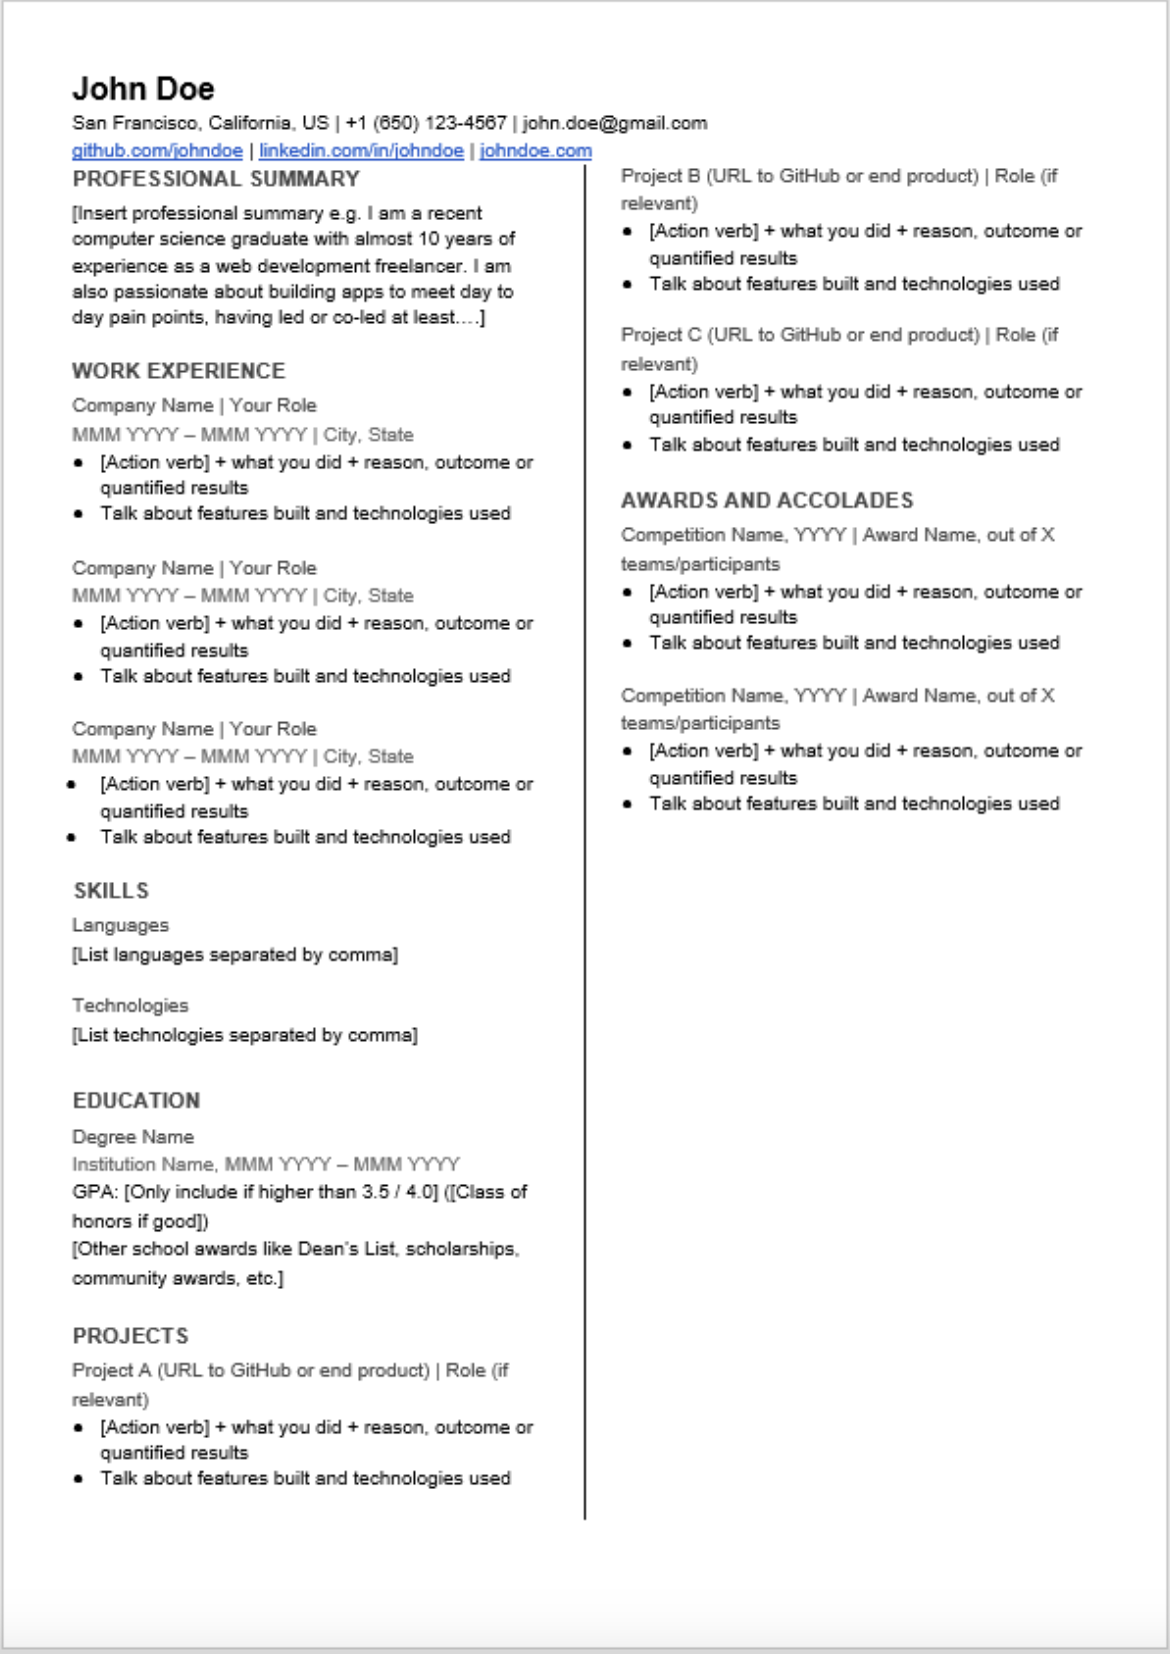 John Doe
San Francisco, California, US | +1 (650) 123-4567 | john.doe@gmail.com
github.com/johndoe | linkedin.com/in/johndoe | johndoe.com
PROFESSIONAL SUMMARY
[Insert professional summary e.g. I am a recent
computer science graduate with almost 10 years of
experience as a web development freelancer. I am
also passionate about building apps to meet day to
day pain points, having led or co-led at least....]
WORK EXPERIENCE
Company Name | Your Role
MMM YYYY – MMM YYYY | City, State
● [Action verb] + what you did + reason, outcome or
quantified results
● Talk about features built and technologies used
Company Name | Your Role
MMM YYYY – MMM YYYY | City, State
● [Action verb] + what you did + reason, outcome or
quantified results
● Talk about features built and technologies used
Company Name | Your Role
MMM YYYY – MMM YYYY | City, State
● [Action verb] + what you did + reason, outcome or
quantified results
● Talk about features built and technologies used
SKILLS
Languages
[List languages separated by comma]
Technologies
[List technologies separated by comma]
EDUCATION
Degree Name
Institution Name, MMM YYYY – MMM YYYY
GPA: [Only include if higher than 3.5 / 4.0] ([Class of
honors if good])
[Other school awards like Dean's List, scholarships,
community awards, etc.]
PROJECTS
Project A (URL to GitHub or end product) | Role (if
relevant)
● [Action verb] + what you did + reason, outcome or
quantified results
● Talk about features built and technologies used
Project B (URL to GitHub or end product) | Role (if
relevant)
● [Action verb] + what you did + reason, outcome or
quantified results
● Talk about features built and technologies used
Project C (URL to GitHub or end product) | Role (if
relevant)
● [Action verb] + what you did + reason, outcome or
quantified results
● Talk about features built and technologies used
AWARDS AND ACCOLADES
Competition Name, YYYY | Award Name, out of X
teams/participants
● [Action verb] + what you did + reason, outcome or
quantified results
● Talk about features built and technologies used
Competition Name, YYYY | Award Name, out of X
teams/participants
● [Action verb] + what you did + reason, outcome or
quantified results
● Talk about features built and technologies used